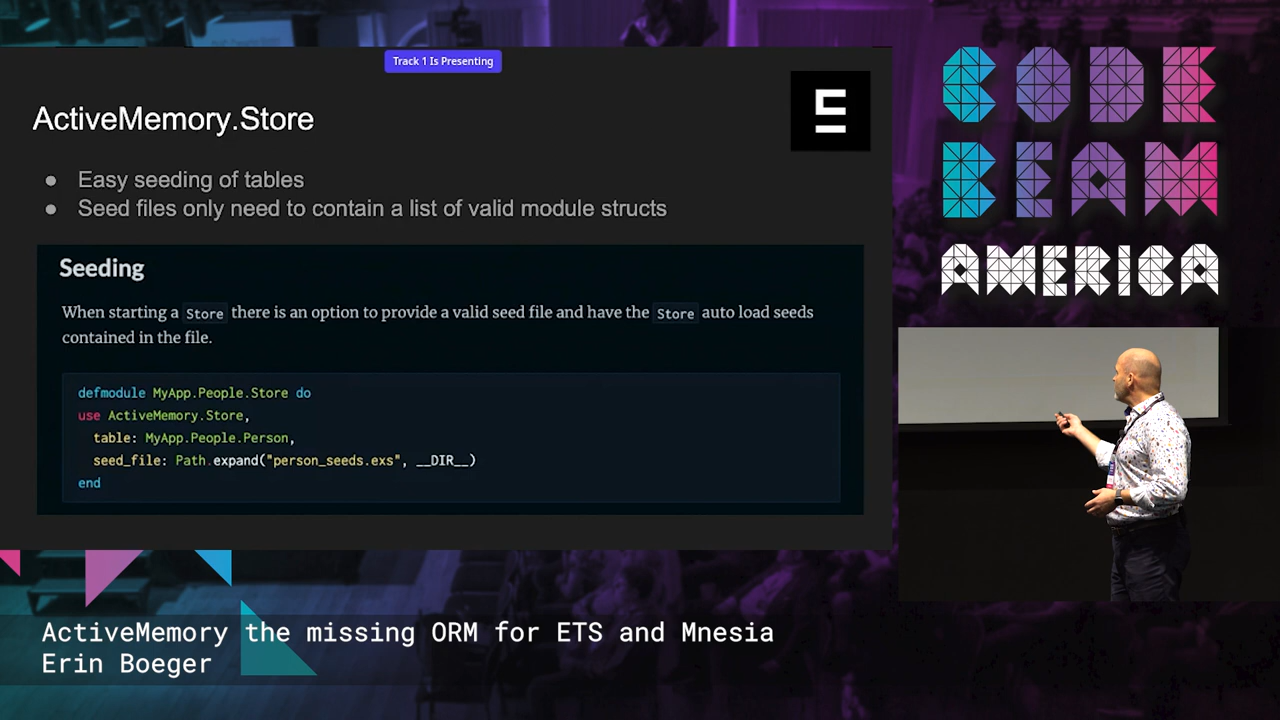 Track 1 Is Presenting
ActiveMemory.Store
● Easy seeding of tables
● Seed files only need to contain a list of valid module structs
Seeding
When starting a Store there is an option to provide a valid seed file and have the Store auto load seeds
contained in the file.
defmodule MyApp.People.Store do
use ActiveMemory.Store,
table: MyApp.People.Person,
seed_file: Path.expand("person_seeds.exs", __DIR__)
end
CODE
BEAM
AMERICA
ActiveMemory the missing ORM for ETS and Mnesia
Erin Boeger